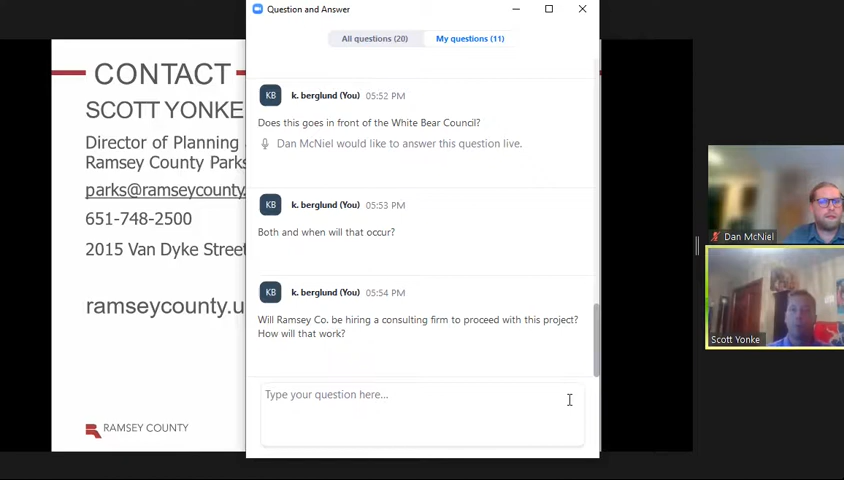 Question and Answer
All questions (20)
My questions (11)
CONTACT
SCOTT YONKE
Director of Planning
Ramsey County Parks
parks@ramseycounty.
651-748-2500
2015 Van Dyke Street
ramseycounty.u
RAMSEY COUNTY
KB k. berglund (You) 05:52 PM
Does this goes in front of the White Bear Council?
Dan McNiel would like to answer this question live.
KB k. berglund (You) 05:53 PM
Both and when will that occur?
KB k. berglund (You) 05:54 PM
Will Ramsey Co. be hiring a consulting firm to proceed with this project?
How will that work?
Type your question here...
Dan McNiel
Scott Yonke